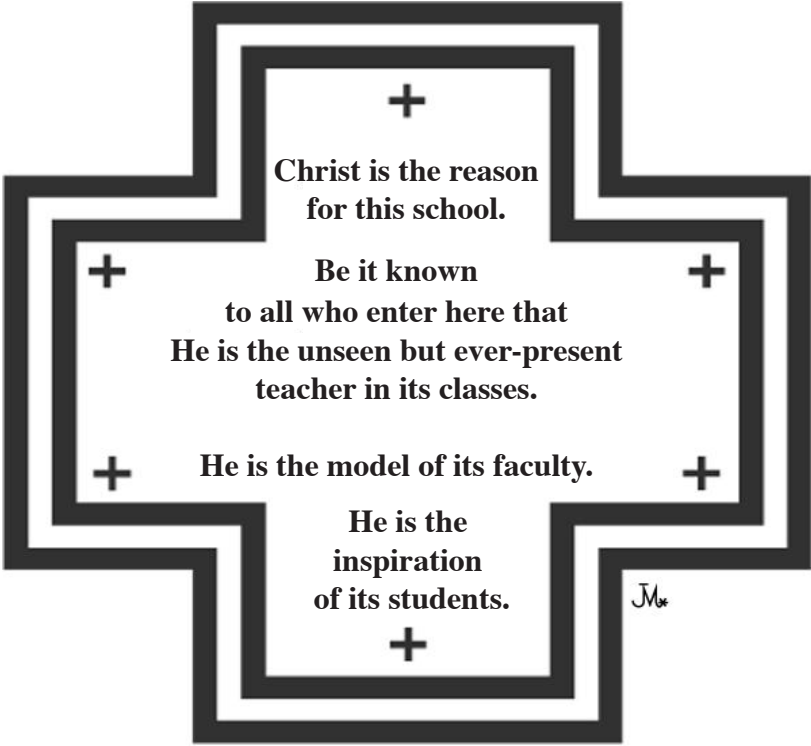 Christ is the reason
for this school.
Be it known
to all who enter here that
He is the unseen but ever-present
teacher in its classes.
He is the model of its faculty.
He is the
inspiration
of its students.
JM*